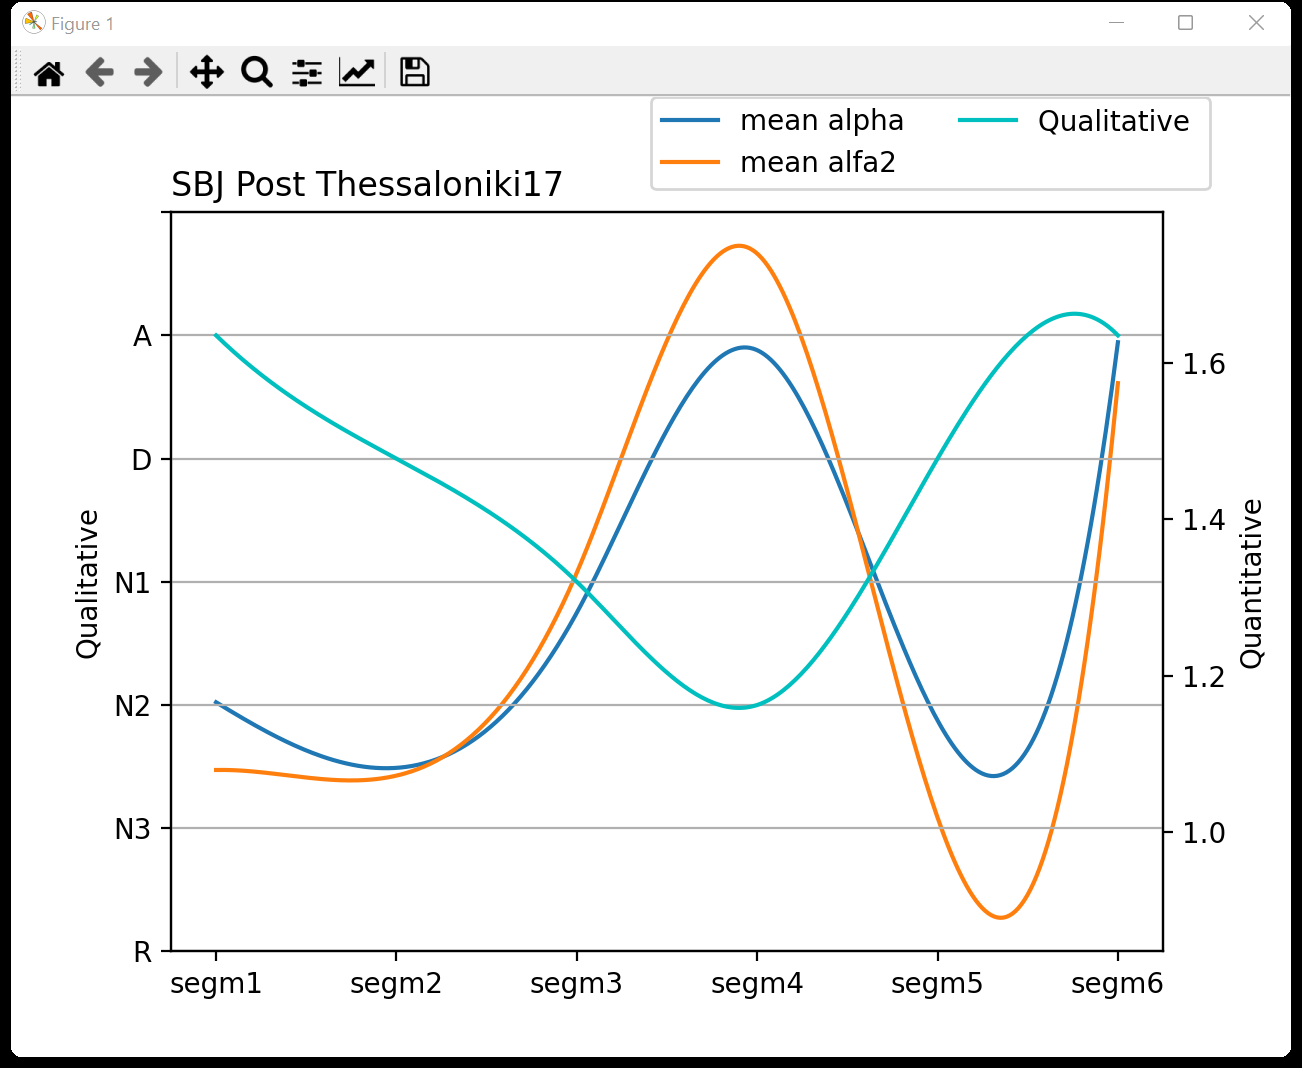 Figure 1
mean alpha
mean alfa2
Qualitative
SBJ Post Thessaloniki17
A
D
N1
N2
N3
R
Qualitative
1.6
1.4
1.2
1.0
Quantitative
segm1 segm2 segm3 segm4 segm5 segm6